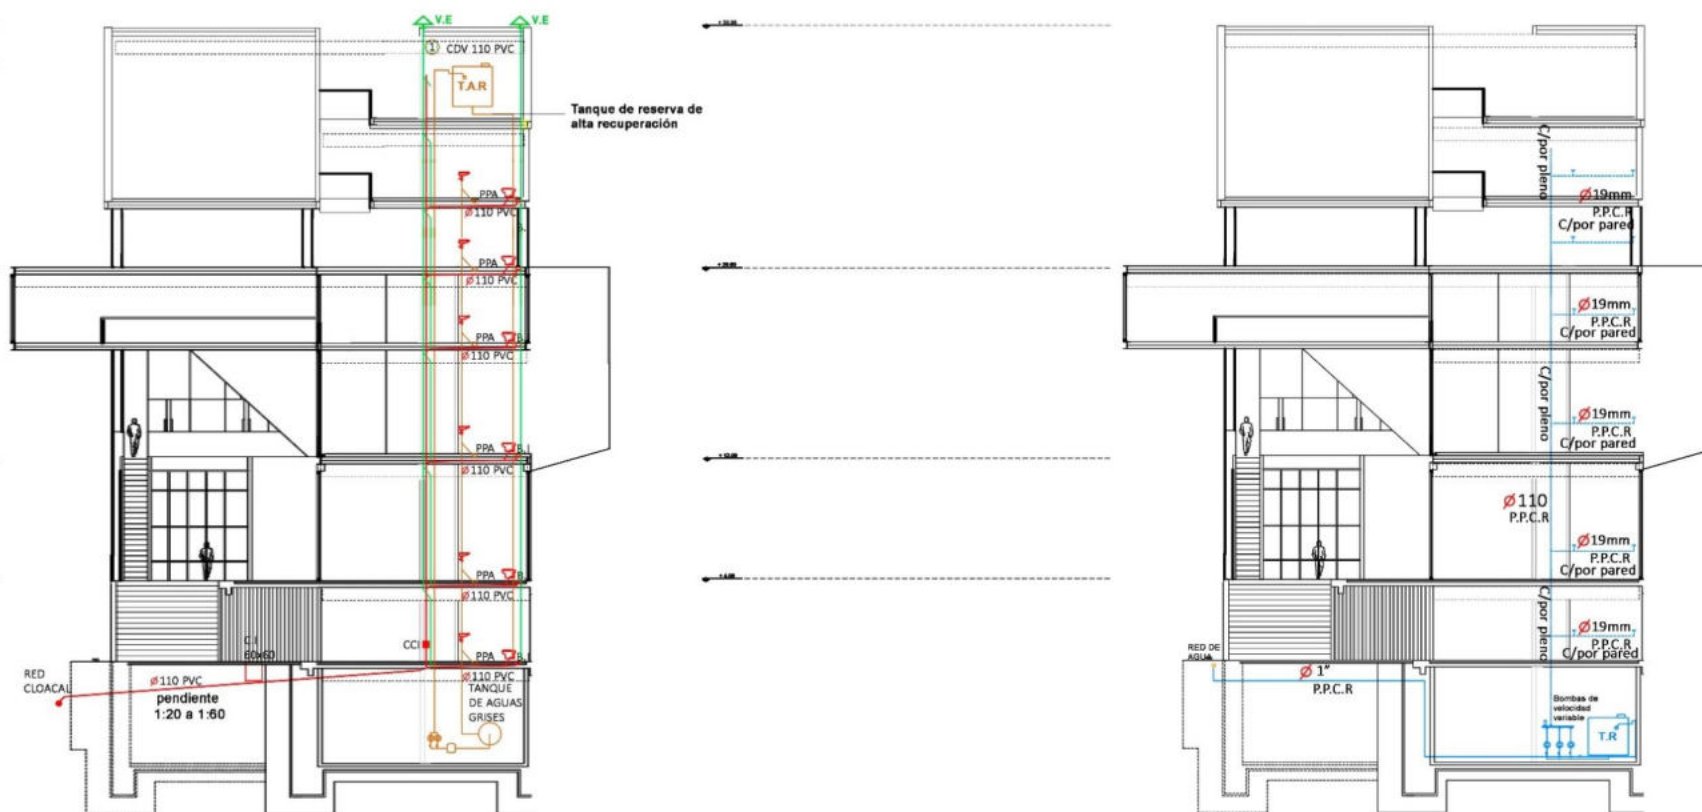 V.E
V.E
① CDV 110 PVC
T.A.R
Tanque de reserva de
alta recuperación
PPA
Ø110 PVC
B.I
PPA
Ø110 PVC
PPA
B.I
Ø110 PVC
PPA
B.I
Ø110 PVC
PPA
B.I
Ø110 PVC
C.I
60x60
CCI
PPA
B.I
Ø110 PVC
RED
CLOACAL
Ø110 PVC
pendiente
1:20 a 1:60
TANQUE
DE AGUAS
GRISES
C/por pleno
Ø19mm
P.P.C.R
C/por pared
Ø19mm
P.P.C.R
C/por pared
C/por pleno
Ø19mm
P.P.C.R
C/por pared
Ø110
P.P.C.R
Ø19mm
P.P.C.R
C/por pared
C/por pleno
Ø19mm
P.P.C.R
C/por pared
RED DE
AGUA
Ø 1"
P.P.C.R
Bombas de
velocidad
variable
T.R